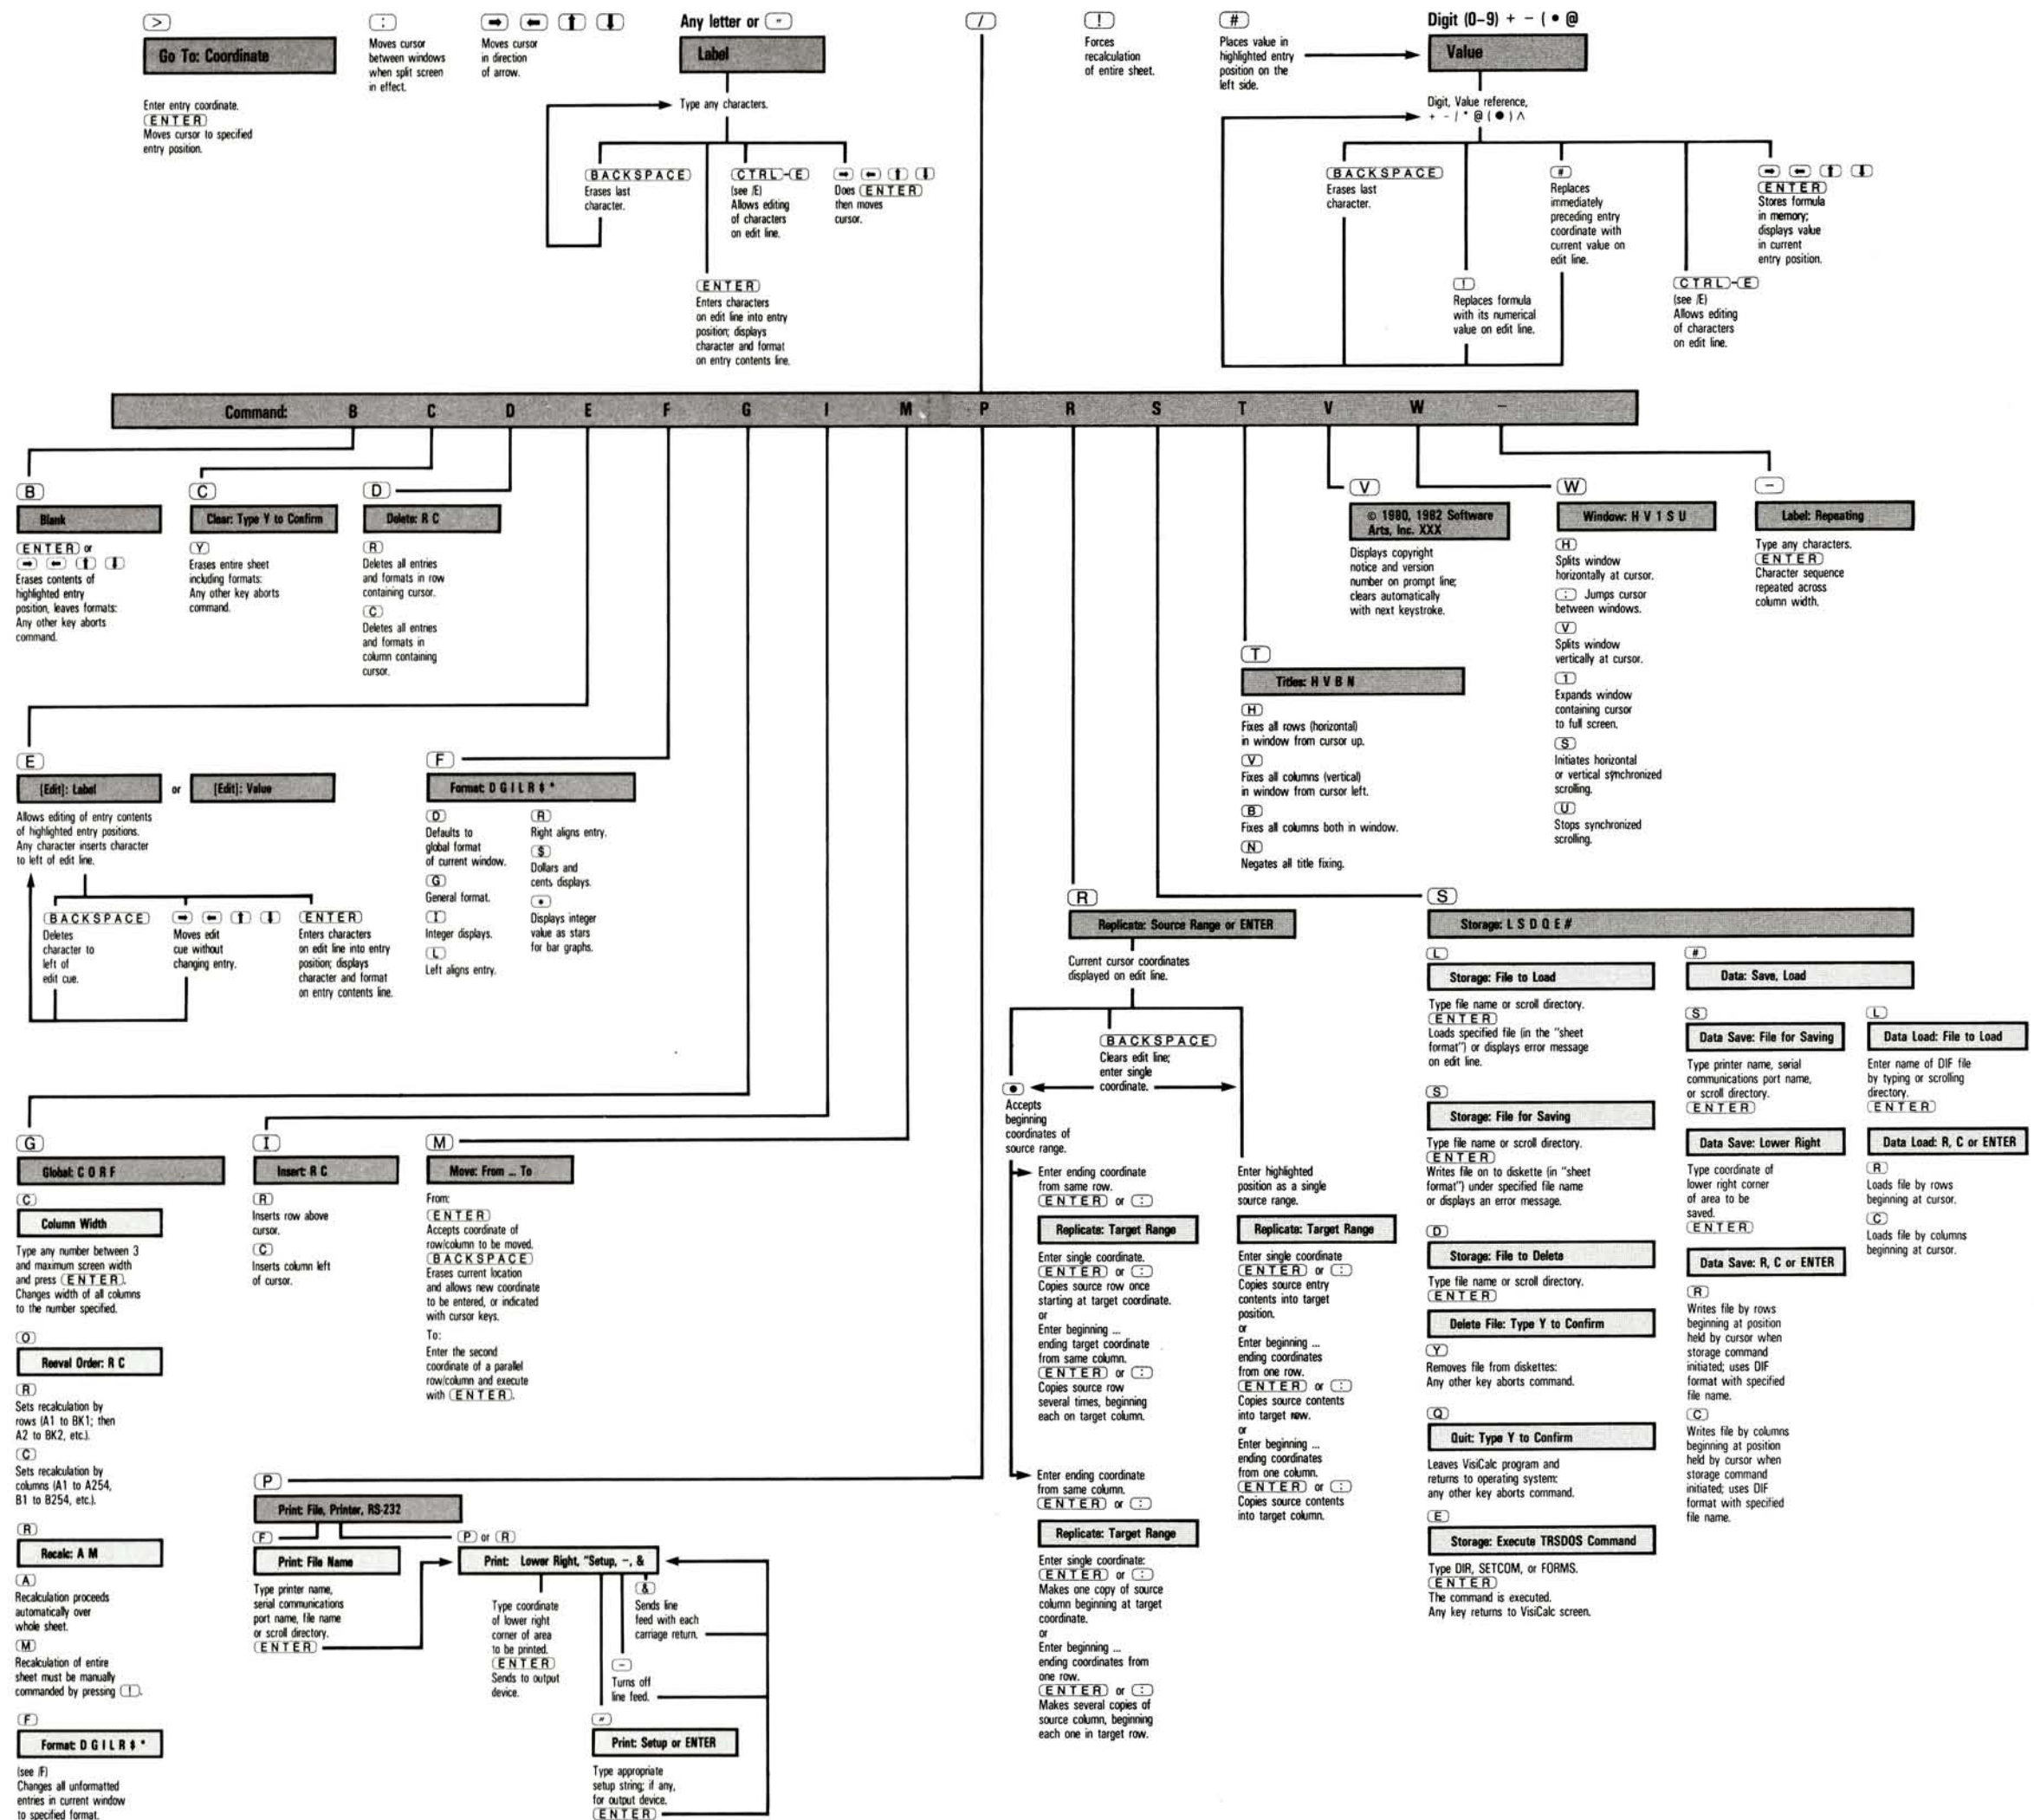 >
Go To: Coordinate
Enter entry coordinate.
ENTER
Moves cursor to specified
entry position.
:
Moves cursor
between windows
when split screen
in effect.
➡ ⬅ ⬆ ⬇
Moves cursor
in direction
of arrow.
Any letter or "
Label
Type any characters.
BACKSPACE
Erases last
character.
ENTER
Enters characters
on edit line into entry
position; displays
character and format
on entry contents line.
CTRL-E
(see /E)
Allows editing
of characters
on edit line.
➡ ⬅ ⬆ ⬇
Does ENTER
then moves
cursor.
/
!
Forces
recalculation
of entire sheet.
#
Places value in
highlighted entry
position on the
left side.
Digit (0–9) + − ( • @
Value
Digit, Value reference,
+ − / * @ ( • ) ∧
BACKSPACE
Erases last
character.
!
Replaces formula
with its numerical
value on edit line.
#
Replaces
immediately
preceding entry
coordinate with
current value on
edit line.
CTRL-E
(see /E)
Allows editing
of characters
on edit line.
➡ ⬅ ⬆ ⬇
ENTER
Stores formula
in memory;
displays value
in current
entry position.
Command: B C D E F G I M P R S T V W −
B
Blank
ENTER or
➡ ⬅ ⬆ ⬇
Erases contents of
highlighted entry
position, leaves formats:
Any other key aborts
command.
C
Clear: Type Y to Confirm
Y
Erases entire sheet
including formats:
Any other key aborts
command.
D
Delete: R C
R
Deletes all entries
and formats in row
containing cursor.
C
Deletes all entries
and formats in
column containing
cursor.
V
© 1980, 1982 Software
Arts, Inc. XXX
Displays copyright
notice and version
number on prompt line;
clears automatically
with next keystroke.
W
Window: H V 1 S U
H
Splits window
horizontally at cursor.
: Jumps cursor
between windows.
V
Splits window
vertically at cursor.
1
Expands window
containing cursor
to full screen.
S
Initiates horizontal
or vertical synchronized
scrolling.
U
Stops synchronized
scrolling.
−
Label: Repeating
Type any characters.
ENTER
Character sequence
repeated across
column width.
T
Titles: H V B N
H
Fixes all rows (horizontal)
in window from cursor up.
V
Fixes all columns (vertical)
in window from cursor left.
B
Fixes all columns both in window.
N
Negates all title fixing.
E
[Edit]: Label
or
[Edit]: Value
Allows editing of entry contents
of highlighted entry positions.
Any character inserts character
to left of edit line.
BACKSPACE
Deletes
character to
left of
edit cue.
➡ ⬅ ⬆ ⬇
Moves edit
cue without
changing entry.
ENTER
Enters characters
on edit line into entry
position; displays
character and format
on entry contents line.
F
Format: D G I L R $ *
D
Defaults to
global format
of current window.
G
General format.
I
Integer displays.
L
Left aligns entry.
R
Right aligns entry.
$
Dollars and
cents displays.
*
Displays integer
value as stars
for bar graphs.
R
Replicate: Source Range or ENTER
Current cursor coordinates
displayed on edit line.
BACKSPACE
Clears edit line;
enter single
coordinate.
•
Accepts
beginning
coordinates of
source range.
Enter ending coordinate
from same row.
ENTER or :
Replicate: Target Range
Enter single coordinate.
ENTER or :
Copies source row once
starting at target coordinate.
or
Enter beginning ...
ending target coordinate
from same column.
ENTER or :
Copies source row
several times, beginning
each on target column.
Enter ending coordinate
from same column.
ENTER or :
Replicate: Target Range
Enter single coordinate:
ENTER or :
Makes one copy of source
column beginning at target
coordinate.
or
Enter beginning ...
ending coordinates from
one row.
ENTER or :
Makes several copies of
source column, beginning
each one in target row.
Enter highlighted
position as a single
source range.
Replicate: Target Range
Enter single coordinate
ENTER or :
Copies source entry
contents into target
position.
or
Enter beginning ...
ending coordinates
from one row.
ENTER or :
Copies source contents
into target row.
or
Enter beginning ...
ending coordinates
from one column.
ENTER or :
Copies source contents
into target column.
S
Storage: L S D Q E #
L
Storage: File to Load
Type file name or scroll directory.
ENTER
Loads specified file (in the "sheet
format") or displays error message
on edit line.
S
Storage: File for Saving
Type file name or scroll directory.
ENTER
Writes file on to diskette (in "sheet
format") under specified file name
or displays an error message.
D
Storage: File to Delete
Type file name or scroll directory.
ENTER
Delete File: Type Y to Confirm
Y
Removes file from diskettes:
Any other key aborts command.
Q
Quit: Type Y to Confirm
Leaves VisiCalc program and
returns to operating system:
any other key aborts command.
E
Storage: Execute TRSDOS Command
Type DIR, SETCOM, or FORMS.
ENTER
The command is executed.
Any key returns to VisiCalc screen.
#
Data: Save, Load
S
Data Save: File for Saving
Type printer name, serial
communications port name,
or scroll directory.
ENTER
Data Save: Lower Right
Type coordinate of
lower right corner
of area to be
saved.
ENTER
Data Save: R, C or ENTER
R
Writes file by rows
beginning at position
held by cursor when
storage command
initiated; uses DIF
format with specified
file name.
C
Writes file by columns
beginning at position
held by cursor when
storage command
initiated; uses DIF
format with specified
file name.
L
Data Load: File to Load
Enter name of DIF file
by typing or scrolling
directory.
ENTER
Data Load: R, C or ENTER
R
Loads file by rows
beginning at cursor.
C
Loads file by columns
beginning at cursor.
G
Global: C O R F
C
Column Width
Type any number between 3
and maximum screen width
and press ENTER.
Changes width of all columns
to the number specified.
O
Reeval Order: R C
R
Sets recalculation by
rows (A1 to BK1; then
A2 to BK2, etc.).
C
Sets recalculation by
columns (A1 to A254,
B1 to B254, etc.).
R
Recalc: A M
A
Recalculation proceeds
automatically over
whole sheet.
M
Recalculation of entire
sheet must be manually
commanded by pressing !.
F
Format: D G I L R $ *
(see /F)
Changes all unformatted
entries in current window
to specified format.
I
Insert: R C
R
Inserts row above
cursor.
C
Inserts column left
of cursor.
M
Move: From ... To
From:
ENTER
Accepts coordinate of
row/column to be moved.
BACKSPACE
Erases current location
and allows new coordinate
to be entered, or indicated
with cursor keys.
To:
Enter the second
coordinate of a parallel
row/column and execute
with ENTER.
P
Print: File, Printer, RS-232
F
Print: File Name
Type printer name,
serial communications
port name, file name
or scroll directory.
ENTER
P or R
Print: Lower Right, "Setup, −, &
Type coordinate
of lower right
corner of area
to be printed.
ENTER
Sends to output
device.
&
Sends line
feed with each
carriage return.
−
Turns off
line feed.
"
Print: Setup or ENTER
Type appropriate
setup string; if any,
for output device.
ENTER